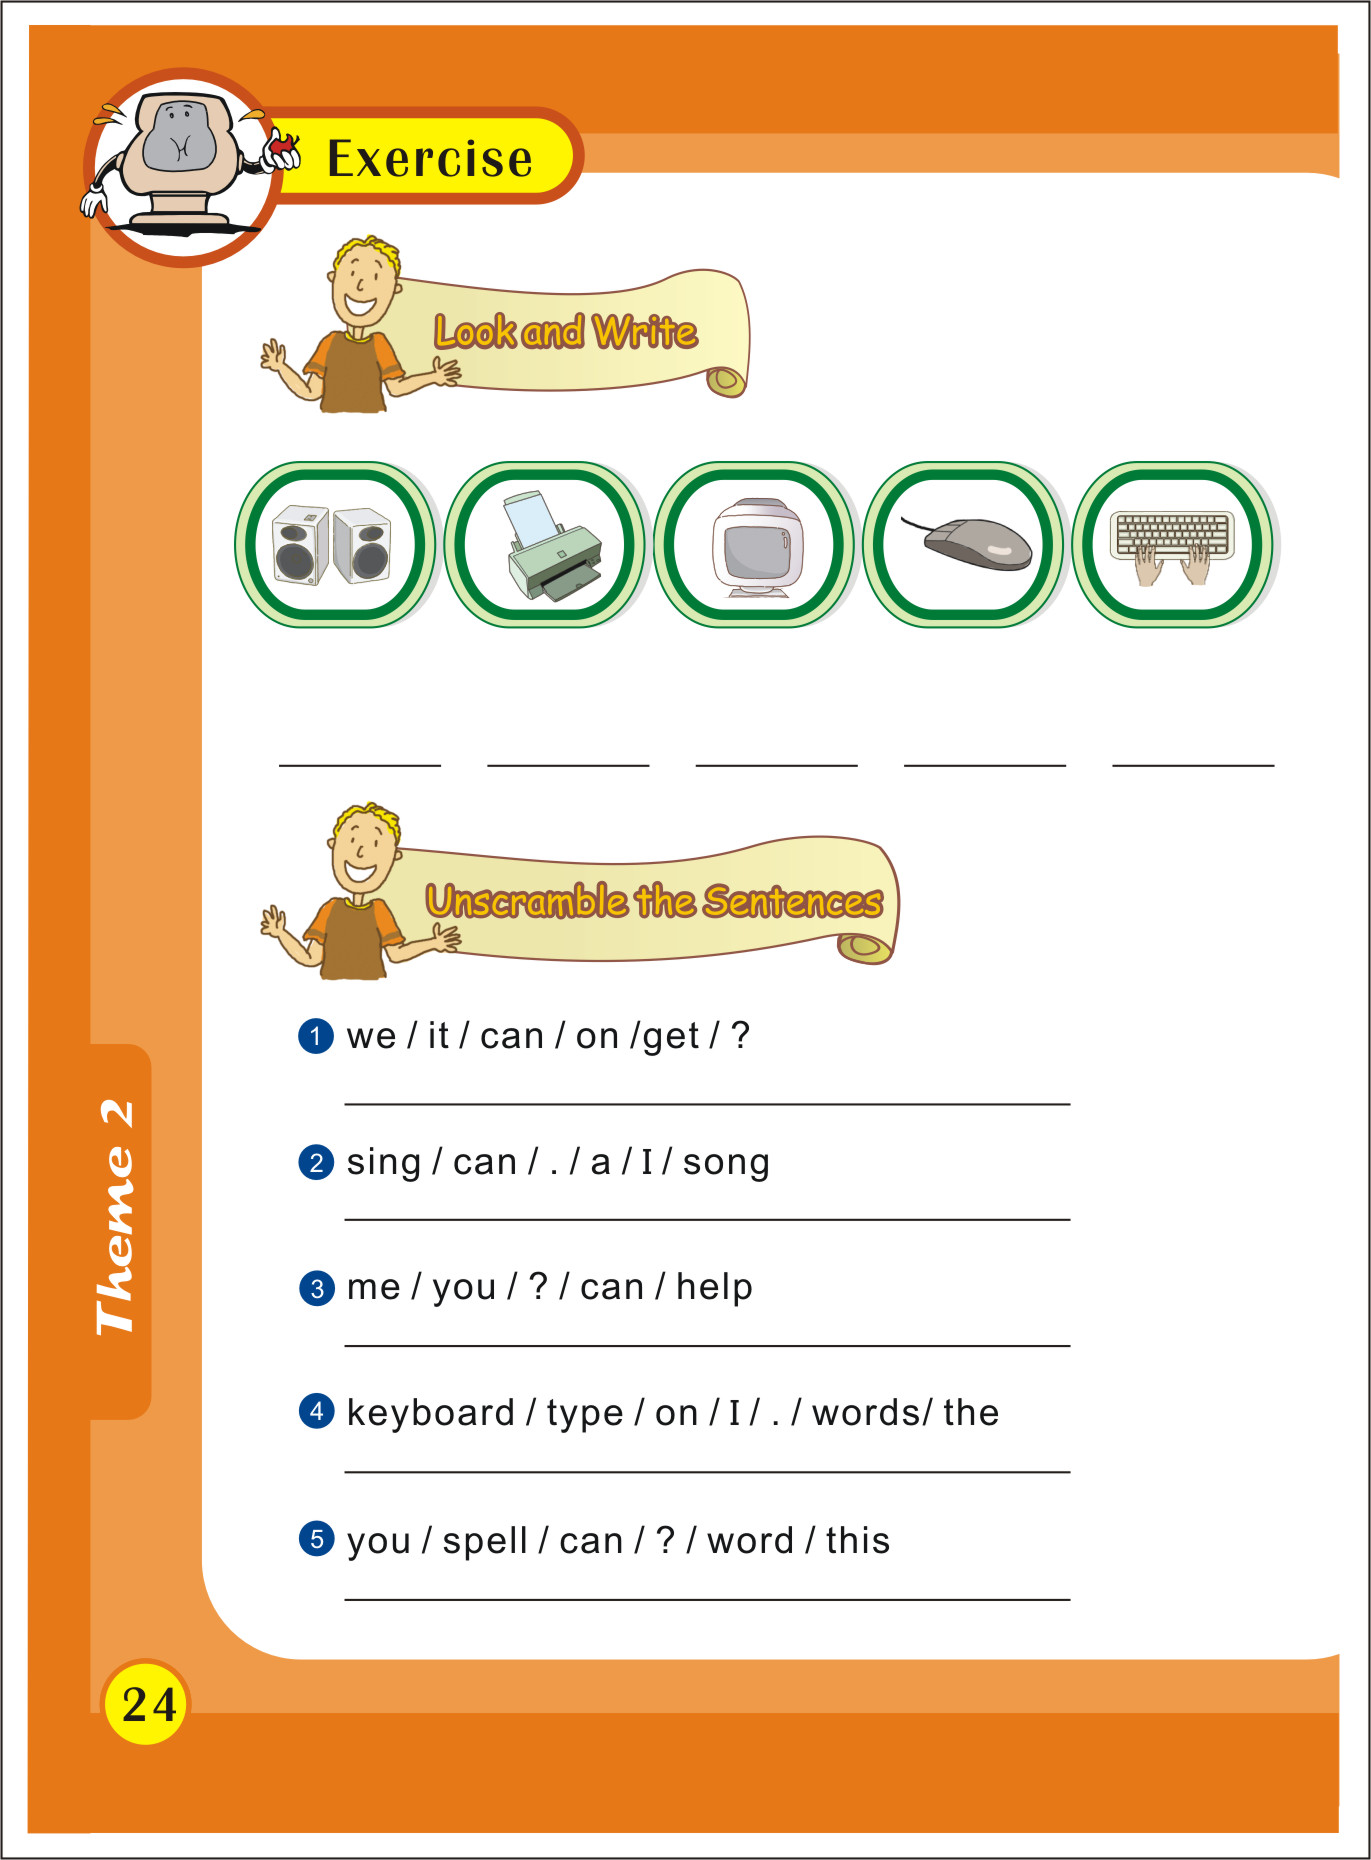 Exercise
Look and Write
Unscramble the Sentences
1 we / it / can / on /get / ?
2 sing / can / . / a / I / song
3 me / you / ? / can / help
4 keyboard / type / on / I / . / words/ the
5 you / spell / can / ? / word / this
Theme 2
24